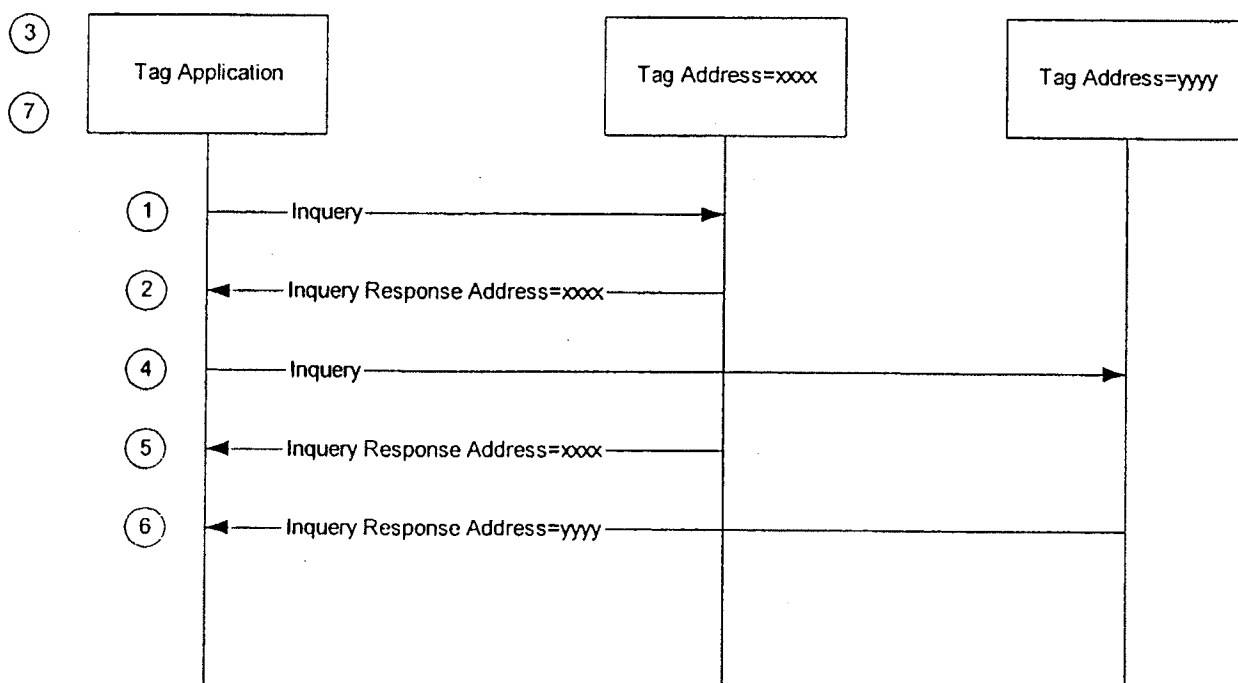 3
Tag Application
Tag Address=xxxx
Tag Address=yyyy
7
1
Inquery
2
Inquery Response Address=xxxx
4
Inquery
5
Inquery Response Address=xxxx
6
Inquery Response Address=yyyy